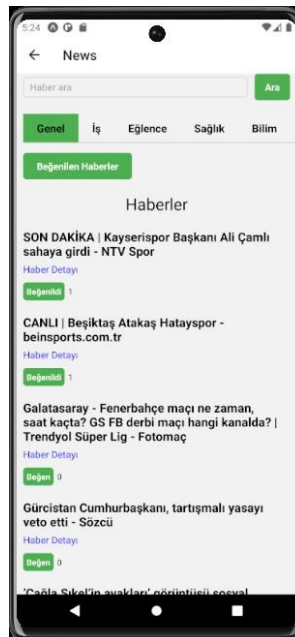 5:24
News
Haber ara
Ara
Genel İş Eğlence Sağlık Bilim
Beğenilen Haberler
Haberler
SON DAKİKA | Kayserispor Başkanı Ali Çamlı
sahaya girdi - NTV Spor
Haber Detayı
Beğenildi 1
CANLI | Beşiktaş Atakaş Hatayspor -
beinsports.com.tr
Haber Detayı
Beğenildi 1
Galatasaray - Fenerbahçe maçı ne zaman,
saat kaçta? GS FB derbi maçı hangi kanalda? |
Trendyol Süper Lig - Fotomaç
Haber Detayı
Beğen 0
Gürcistan Cumhurbaşkanı, tartışmalı yasayı
veto etti - Sözcü
Haber Detayı
Beğen 0
'Çağla Şıkel'in ayakları' görüntüsü sosyal